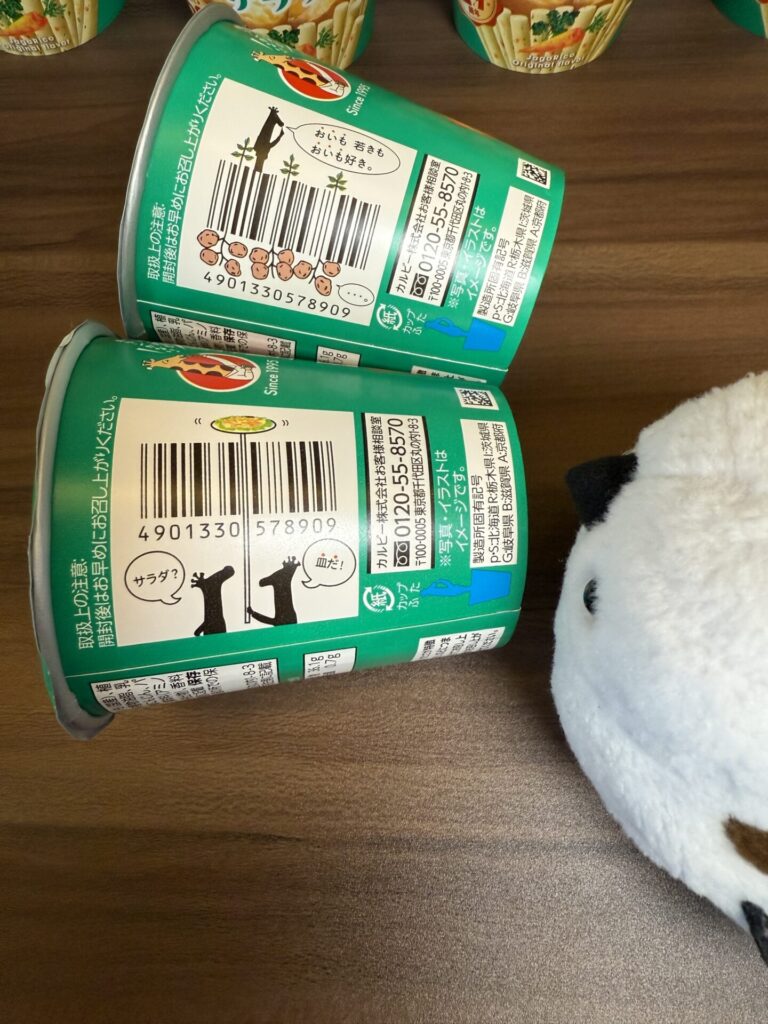 Jagarico
Original flavor
Jagarico
Original flavor
Since 1995
取扱上の注意:
開封後はお早めにお召し上がりください。
おいも 若きも
おいも好き。
4901330578909
....
カルビー株式会社お客様相談室
0120-55-8570
〒100-0005 東京都千代田区丸の内1-8-3
※写真・イラストは
イメージです。
製造所固有記号
p・S:北海道 R:栃木県 I:茨城県
G:岐阜県 B:滋賀県 A:京都府
紙
カップ
ふた
Since 1995
取扱上の注意:
開封後はお早めにお召し上がりください。
4901330 578909
サラダ?
皿だ!!
カルビー株式会社お客様相談室
0120-55-8570
〒100-0005 東京都千代田区丸の内1-8-3
※写真・イラストは
イメージです。
製造所固有記号
p・S:北海道 R:栃木県 I:茨城県
G:岐阜県 B:滋賀県 A:京都府
紙
カップ
ふた